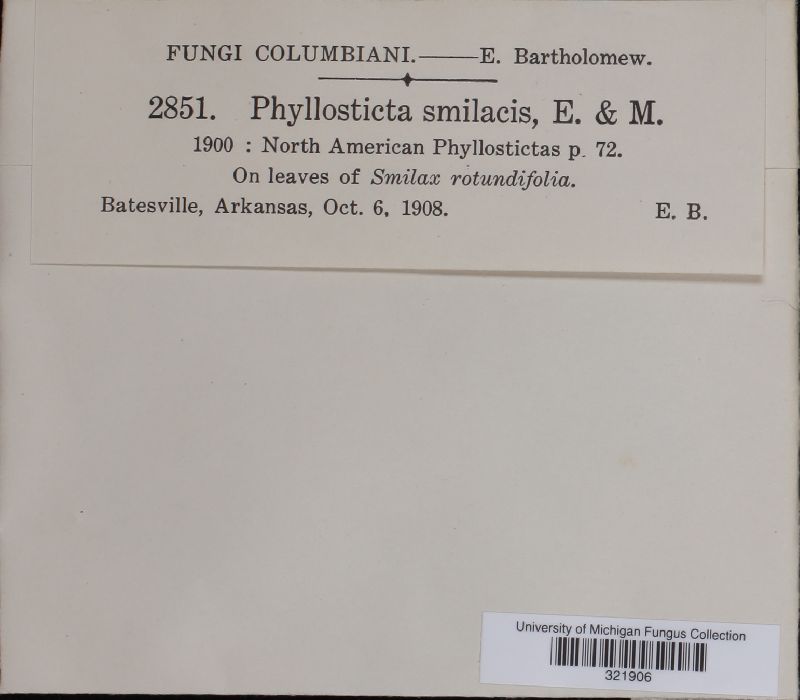 FUNGI COLUMBIANI.——E. Bartholomew.
2851. Phyllosticta smilacis, E. & M.
1900 : North American Phyllostictas p. 72.
On leaves of Smilax rotundifolia.
Batesville, Arkansas, Oct. 6, 1908. E. B.
University of Michigan Fungus Collection
321906